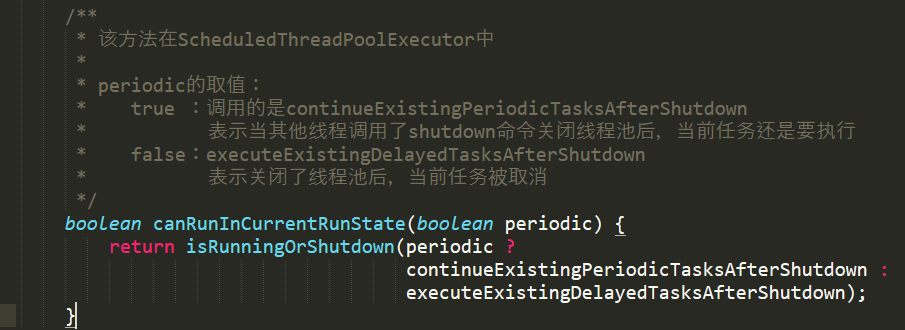 /**
 * 该方法在ScheduledThreadPoolExecutor中
 *
 * periodic的取值：
 *    true ：调用的是continueExistingPeriodicTasksAfterShutdown
 *           表示当其他线程调用了shutdown命令关闭线程池后，当前任务还是要执行
 *    false：executeExistingDelayedTasksAfterShutdown
 *           表示关闭了线程池后，当前任务被取消
 */
boolean canRunInCurrentRunState(boolean periodic) {
    return isRunningOrShutdown(periodic ?
                               continueExistingPeriodicTasksAfterShutdown :
                               executeExistingDelayedTasksAfterShutdown);
}